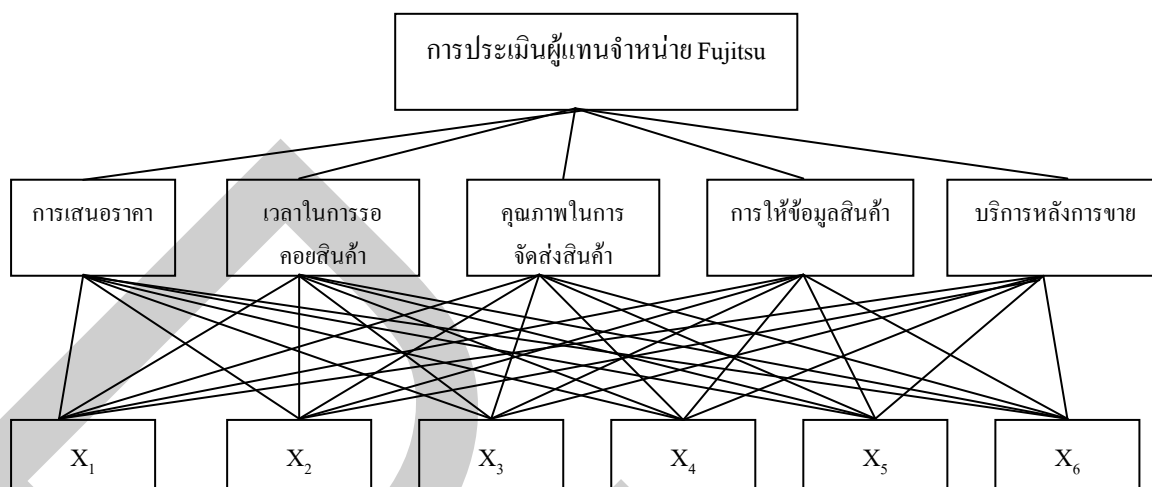 การประเมินผู้แทนจำหน่าย Fujitsu
การเสนอราคา
เวลาในการรอ
คอยสินค้า
คุณภาพในการ
จัดส่งสินค้า
การให้ข้อมูลสินค้า
บริการหลังการขาย
X₁
X₂
X₃
X₄
X₅
X₆